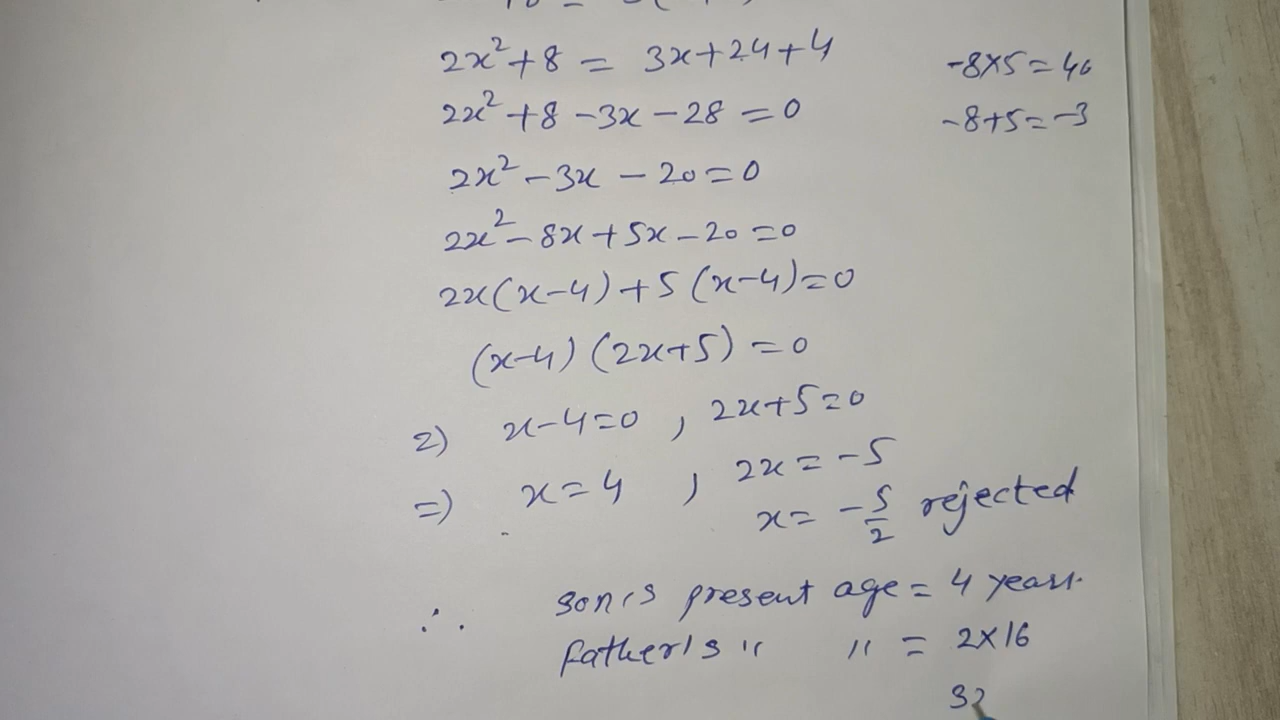 2x²+8 = 3x+24+4
2x²+8-3x-28=0
2x²-3x-20=0
2x²-8x+5x-20=0
2x(x-4)+5(x-4)=0
(x-4)(2x+5)=0
=) x-4=0, 2x+5=0
=) x=4, 2x=-5
x=-5/2 rejected
∴ son's present age = 4 years.
father's " " = 2×16
32
-8×5=40
-8+5=-3